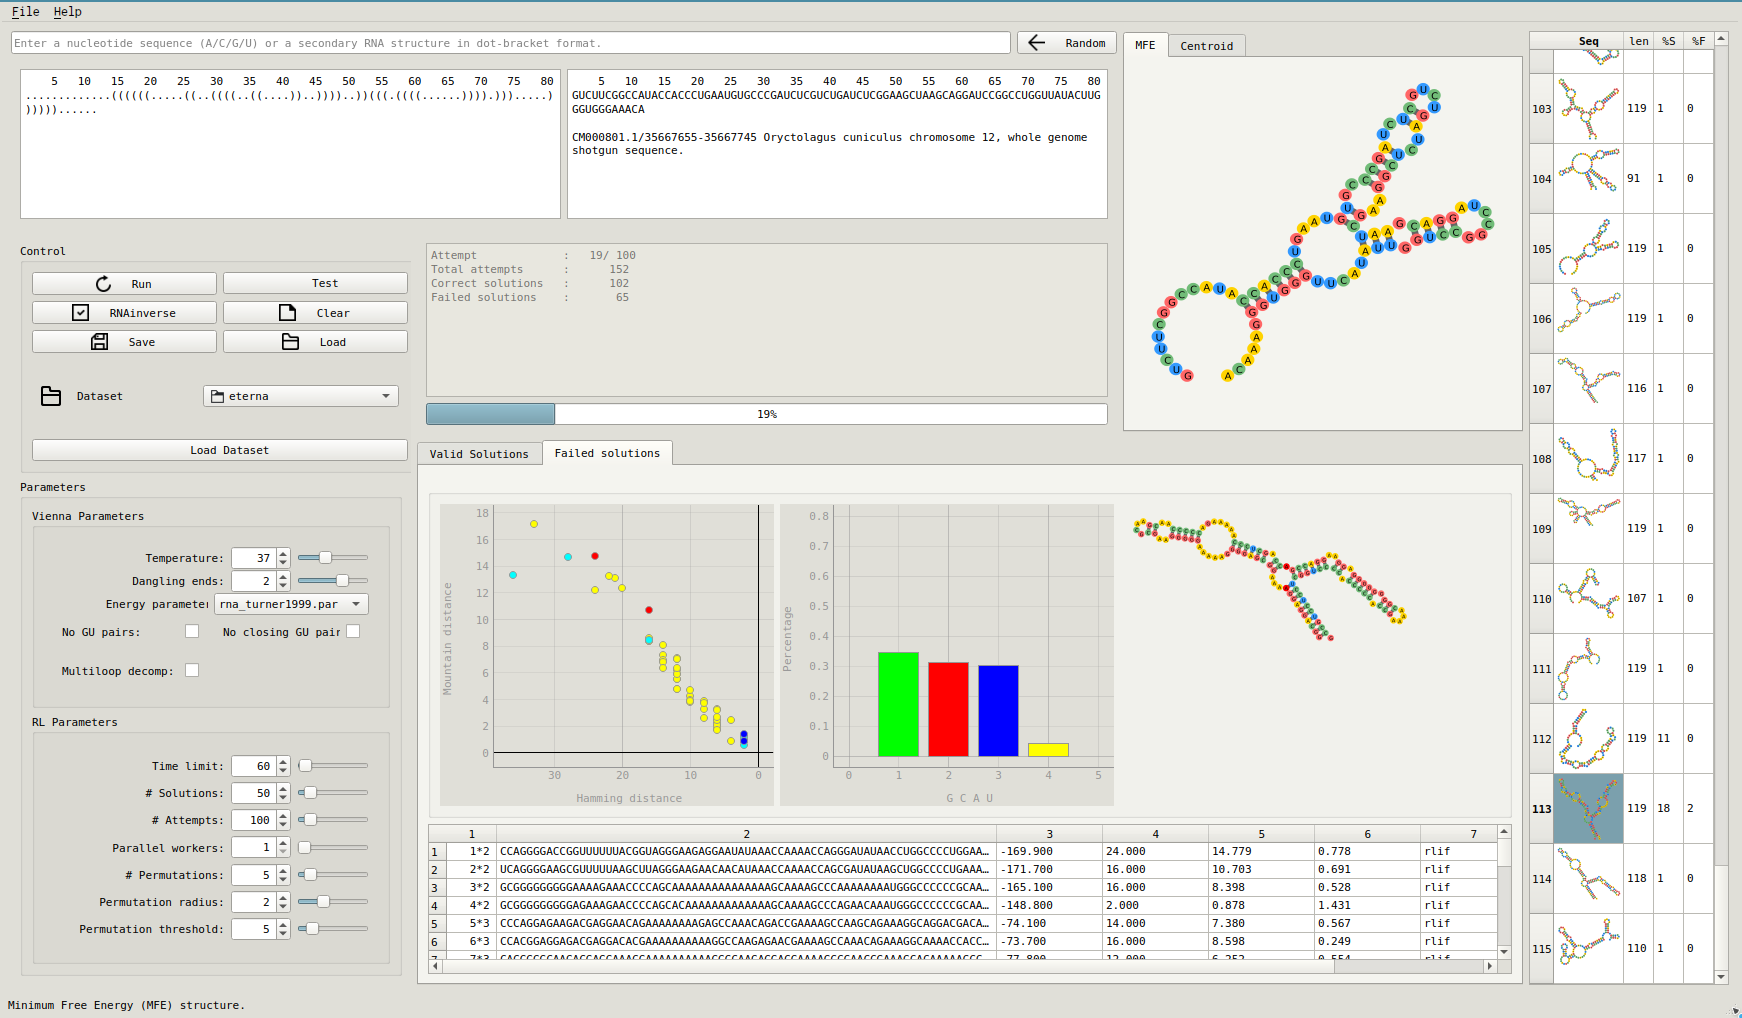 File Help
Enter a nucleotide sequence (A/C/G/U) or a secondary RNA structure in dot-bracket format.
Random
5 10 15 20 25 30 35 40 45 50 55 60 65 70 75 80
.............((((((.....((..((((..((....))..))))..))(((.((((......)))).))).....)
)))))......
5 10 15 20 25 30 35 40 45 50 55 60 65 70 75 80
GUCUUCGGCCAUACCACCCUGAAUGUGCCCGAUCUCGUCUGAUCUCGGAAGCUAAGCAGGAUCCGGCCUGGUUAUACUUG
GGUGGGAAACA
CM000801.1/35667655-35667745 Oryctolagus cuniculus chromosome 12, whole genome
shotgun sequence.
MFE Centroid
Control
Run Test
RNAinverse Clear
Save Load
Dataset eterna
Load Dataset
Attempt : 19/ 100
Total attempts : 152
Correct solutions : 102
Failed solutions : 65
19%
Parameters
Vienna Parameters
Temperature: 37
Dangling ends: 2
Energy parameter rna_turner1999.par
No GU pairs: No closing GU pair
Multiloop decomp:
RL Parameters
Time limit: 60
# Solutions: 50
# Attempts: 100
Parallel workers: 1
# Permutations: 5
Permutation radius: 2
Permutation threshold: 5
Valid Solutions Failed solutions
Mountain distance
18
16
14
12
10
8
6
4
2
0
30 20 10 0
Hamming distance
Percentage
0.8
0.7
0.6
0.5
0.4
0.3
0.2
0.1
0
0 1 2 3 4 5
G C A U
1 2 3 4 5 6 7
1 1*2 CCAGGGGACCGGUUUUUUACGGUAGGGAAGAGGAAUAUAAACCAAAACCAGGGAUAUAACCUGGCCCCUGGAA… -169.900 24.000 14.779 0.778 rlif
2 2*2 UCAGGGGAAGCGUUUUUAAGCUUAGGGAAGAACAACAUAAACCAAAACCAGCGAUAUAAGCUGGCCCCUGAAA… -171.700 16.000 10.703 0.691 rlif
3 3*2 GCGGGGGGGGGAAAAGAAACCCCAGCAAAAAAAAAAAAAAAGCAAAAGCCCAAAAAAAAUGGGCCCCCCGCAA… -165.100 16.000 8.398 0.528 rlif
4 4*2 GCGGGGGGGGGAGAAAGAACCCCAGCACAAAAAAAAAAAAAGCAAAAGCCCAGAACAAAUGGGCCCCCCGCAA… -148.800 2.000 0.878 1.431 rlif
5 5*3 CCCAGGAGAAGACGAGGAACAGAAAAAAAAGAGCCAAACAGACCGAAAAGCCAAGCAGAAAGGCAGGACGACA… -74.100 14.000 7.380 0.567 rlif
6 6*3 CCACGGAGGAGACGAGGACACGAAAAAAAAAAGGCCAAGAGAACGAAAAGCCAAACAGAAAGGCAAAACCACC… -73.700 16.000 8.598 0.249 rlif
Seq len %S %F
103 119 1 0
104 91 1 0
105 119 1 0
106 119 1 0
107 116 1 0
108 117 1 0
109 119 1 0
110 107 1 0
111 119 1 0
112 119 11 0
113 119 18 2
114 118 1 0
115 110 1 0
Minimum Free Energy (MFE) structure.